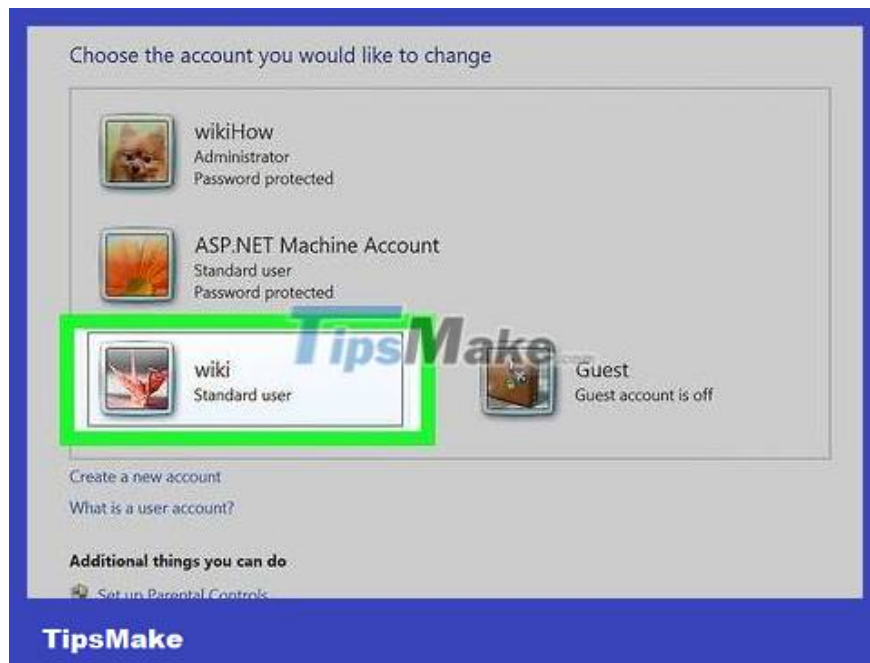 Choose the account you would like to change
wikiHow
Administrator
Password protected
ASP.NET Machine Account
Standard user
Password protected
TipsMake.com
wiki
Standard user
Guest
Guest account is off
Create a new account
What is a user account?
Additional things you can do
Set up Parental Controls
TipsMake